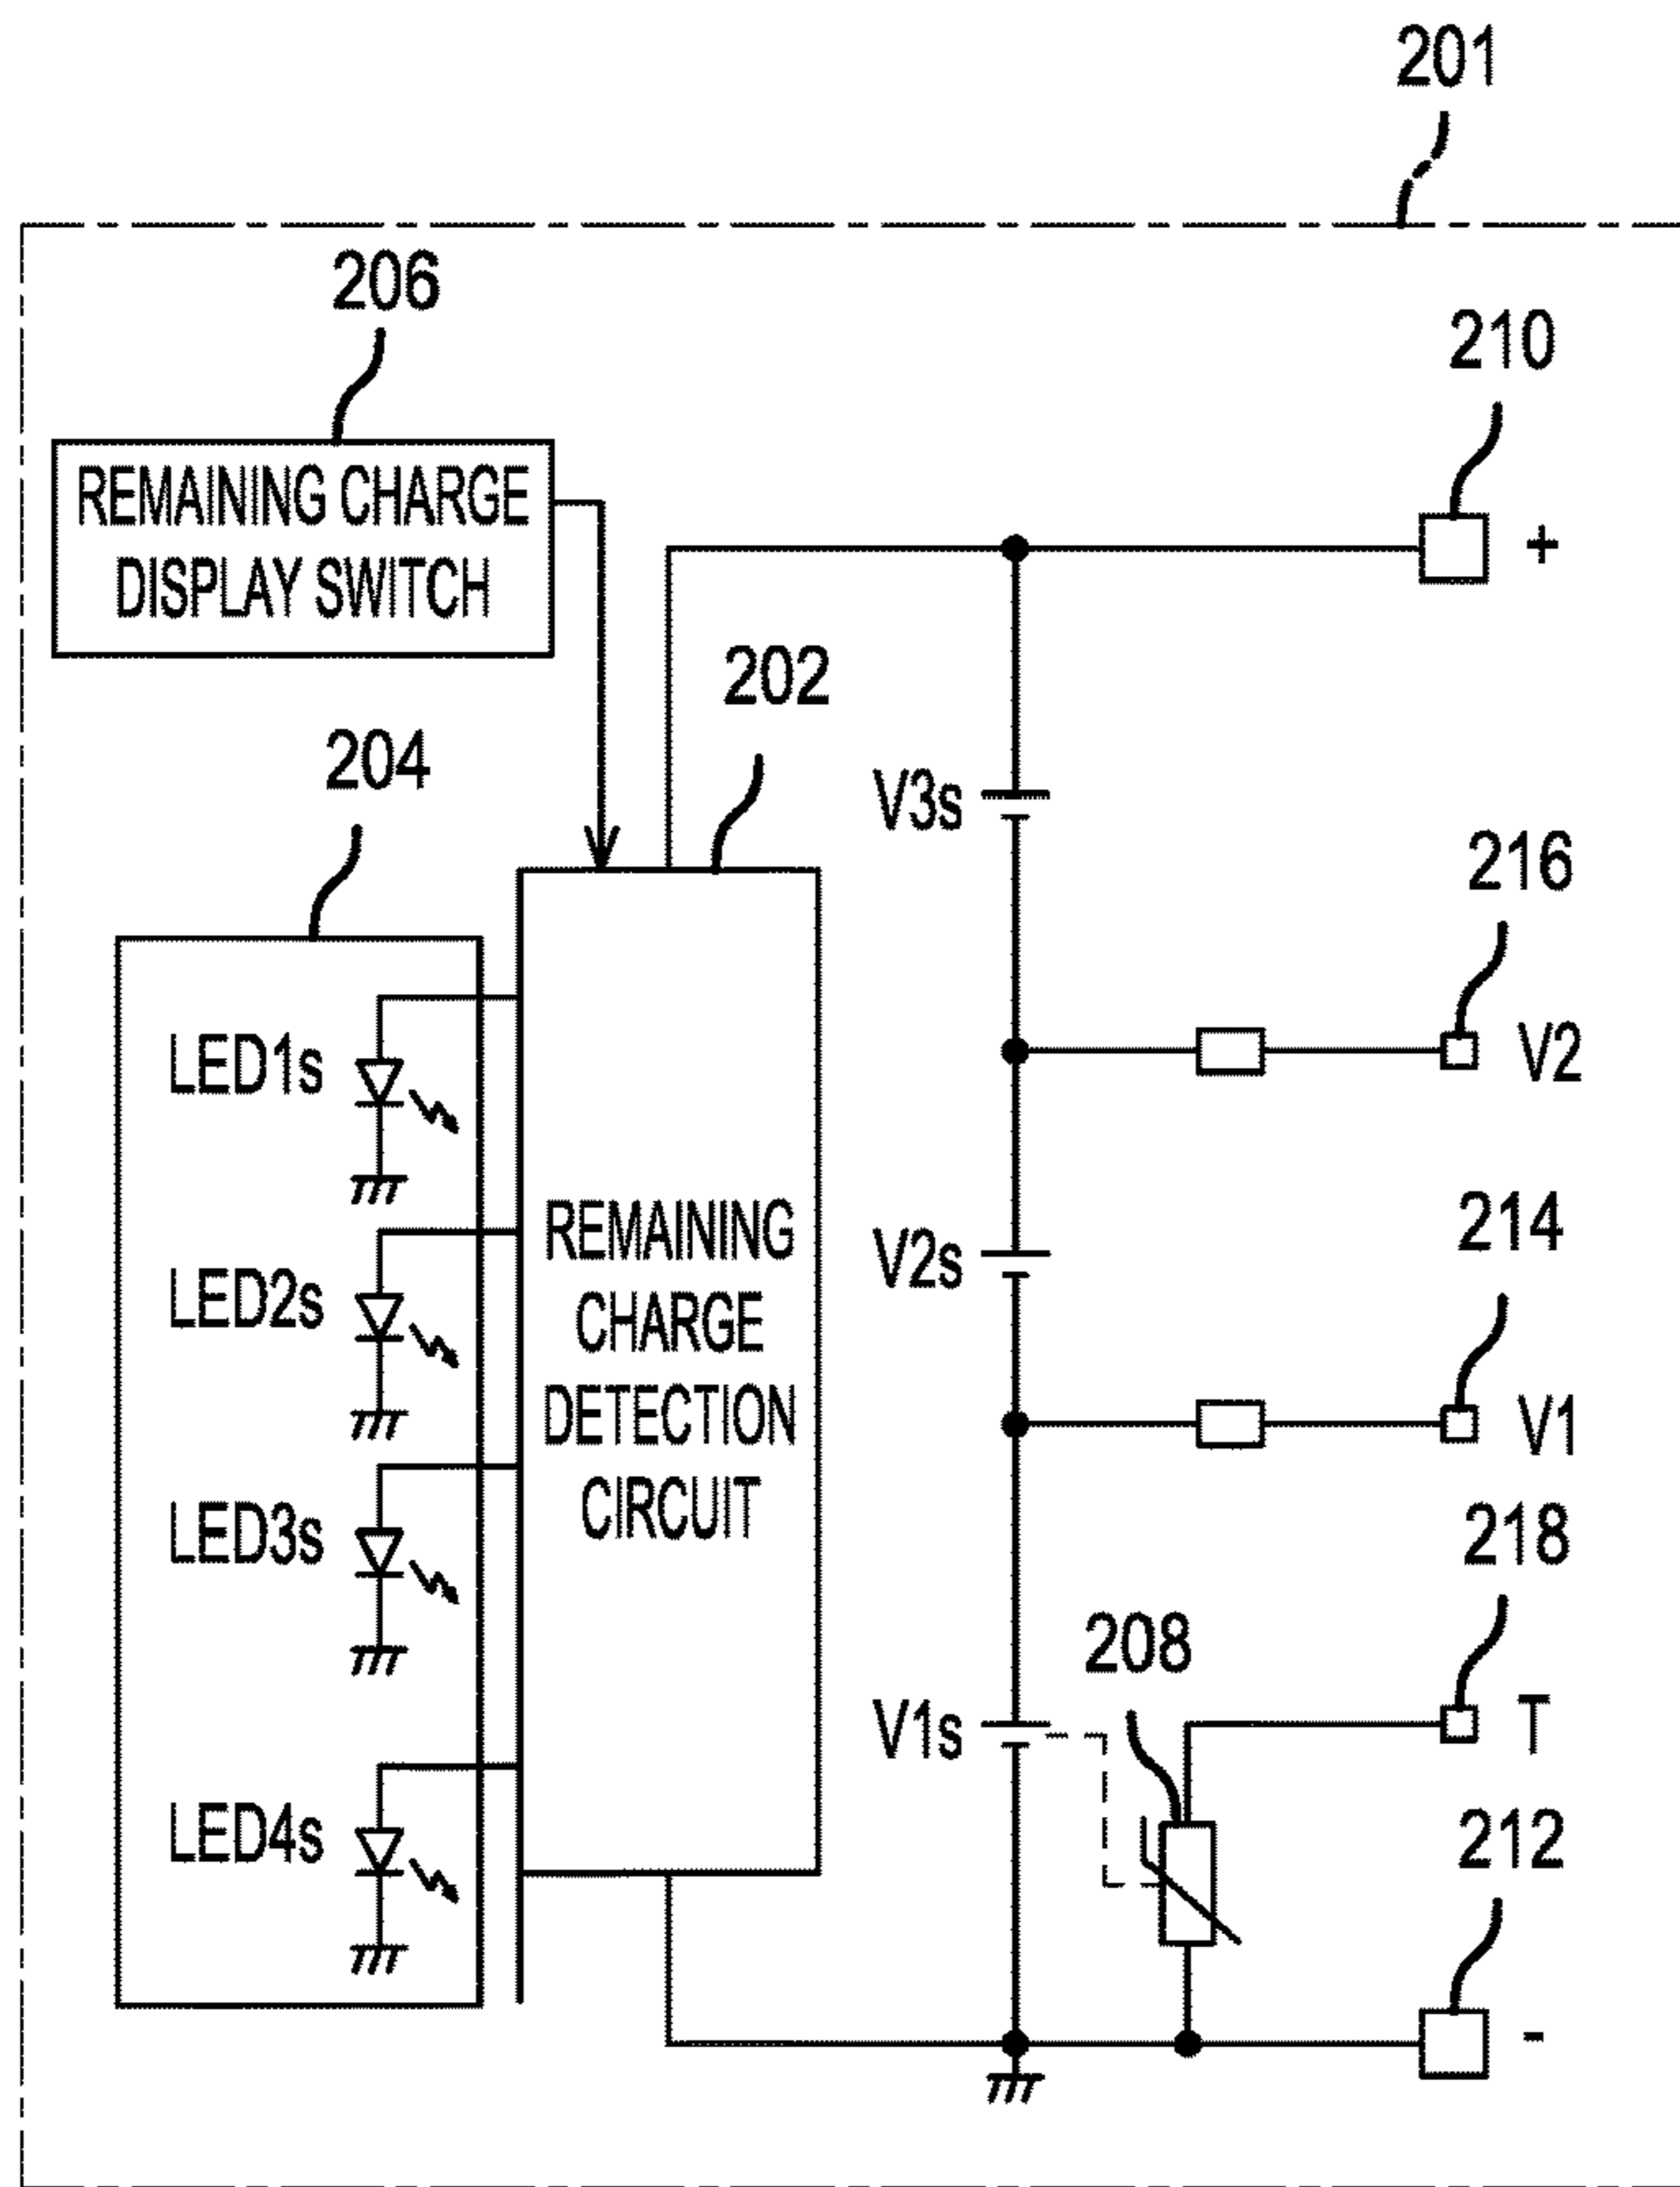 201
206
210
REMAINING CHARGE
DISPLAY SWITCH
+
202
204
V3s
216
LED1s
V2
REMAINING
CHARGE
DETECTION
CIRCUIT
214
LED2s
V2s
V1
LED3s
218
208
V1s
T
LED4s
212
-